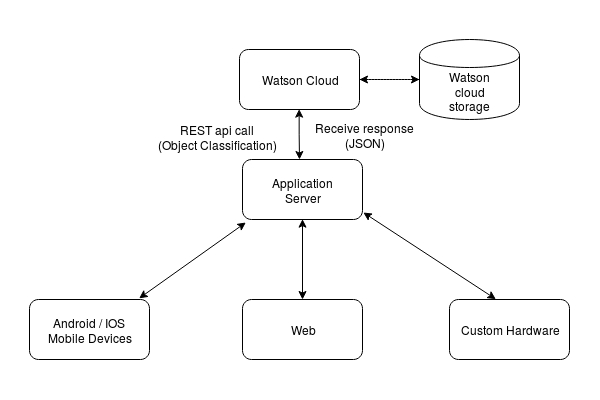 Watson Cloud
Watson
cloud
storage
REST api call
(Object Classification)
Receive response
(JSON)
Application
Server
Android / IOS
Mobile Devices
Web
Custom Hardware